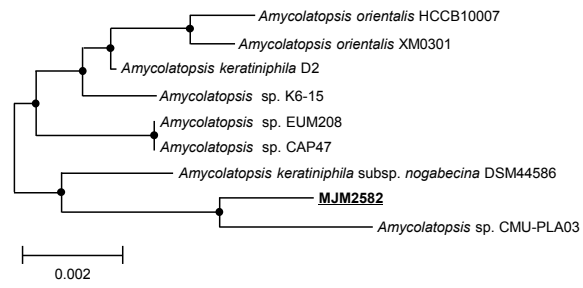 Amycolatopsis orientalis HCCB10007
Amycolatopsis orientalis XM0301
Amycolatopsis keratiniphila D2
Amycolatopsis sp. K6-15
Amycolatopsis sp. EUM208
Amycolatopsis sp. CAP47
Amycolatopsis keratiniphila subsp. nogabecina DSM44586
MJM2582
Amycolatopsis sp. CMU-PLA03
0.002